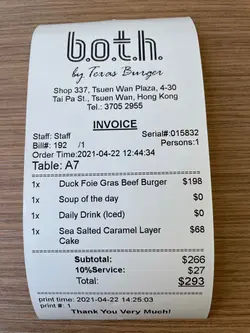 b.o.t.h.
by Texas Burger
Shop 337, Tsuen Wan Plaza, 4-30
Tai Pa St., Tsuen Wan, Hong Kong
Tel.: 3705 2955
INVOICE
Staff: Staff Serial#:015832
Bill#: 192 /1 Persons:1
Order Time:2021-04-22 12:44:34
Table: A7
1x Duck Foie Gras Beef Burger $198
1x Soup of the day $0
1x Daily Drink (Iced) $0
1x Sea Salted Caramel Layer $68
Cake
Subtotal: $266
10%Service: $27
Total: $293
print time: 2021-04-22 14:25:03
print #: 1
Thank You Very Much!